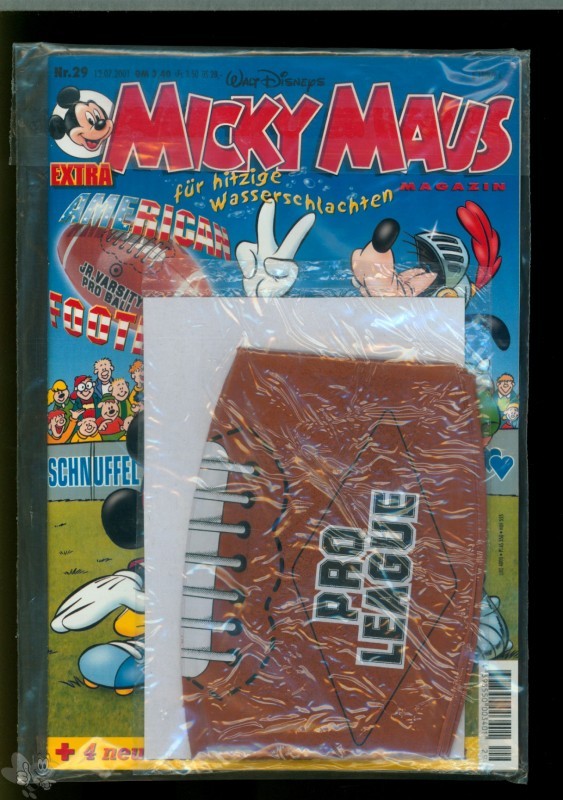 Nr.29
WALT DISNEYS
MICKY MAUS
MAGAZIN
EXTRA
für hitzige
Wasserschlachten
AMERICAN
JR. VARSITY
PRO BALL
FOOT
SCHNUFFEL
PRO
LEAGUE
+ 4 neu